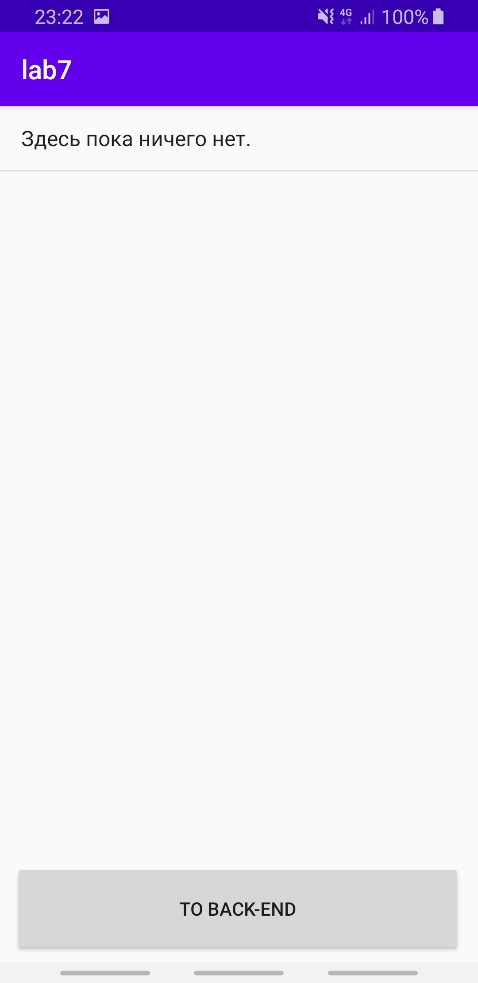 23:22 4G 100%
lab7
Здесь пока ничего нет.
TO BACK-END